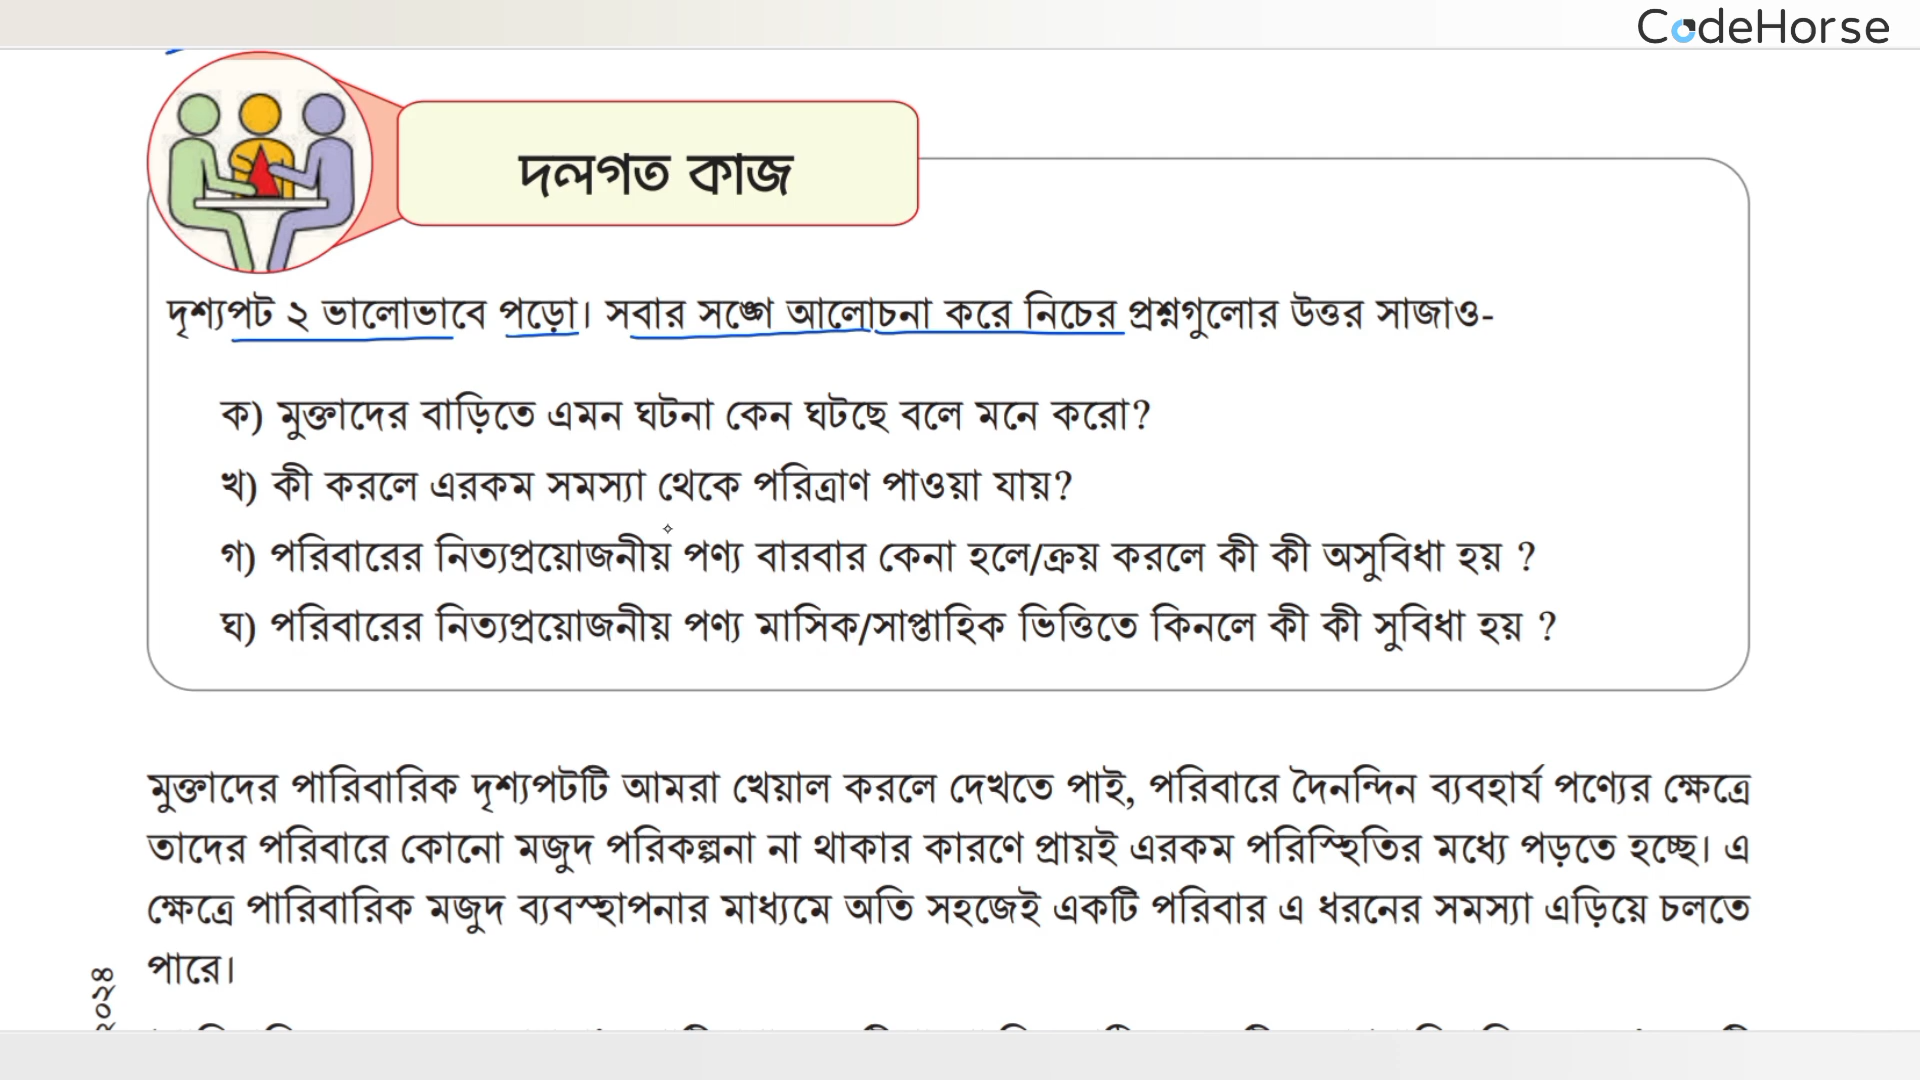 CodeHorse
দলগত কাজ
দৃশ্যপট ২ ভালোভাবে পড়ো। সবার সঙ্গে আলোচনা করে নিচের প্রশ্নগুলোর উত্তর সাজাও-
ক) মুক্তাদের বাড়িতে এমন ঘটনা কেন ঘটছে বলে মনে করো?
খ) কী করলে এরকম সমস্যা থেকে পরিত্রাণ পাওয়া যায়?
গ) পরিবারের নিত্যপ্রয়োজনীয় পণ্য বারবার কেনা হলে/ক্রয় করলে কী কী অসুবিধা হয় ?
ঘ) পরিবারের নিত্যপ্রয়োজনীয় পণ্য মাসিক/সাপ্তাহিক ভিত্তিতে কিনলে কী কী সুবিধা হয় ?
মুক্তাদের পারিবারিক দৃশ্যপটটি আমরা খেয়াল করলে দেখতে পাই, পরিবারে দৈনন্দিন ব্যবহার্য পণ্যের ক্ষেত্রে
তাদের পরিবারে কোনো মজুদ পরিকল্পনা না থাকার কারণে প্রায়ই এরকম পরিস্থিতির মধ্যে পড়তে হচ্ছে। এ
ক্ষেত্রে পারিবারিক মজুদ ব্যবস্থাপনার মাধ্যমে অতি সহজেই একটি পরিবার এ ধরনের সমস্যা এড়িয়ে চলতে
পারে।
২০২৪